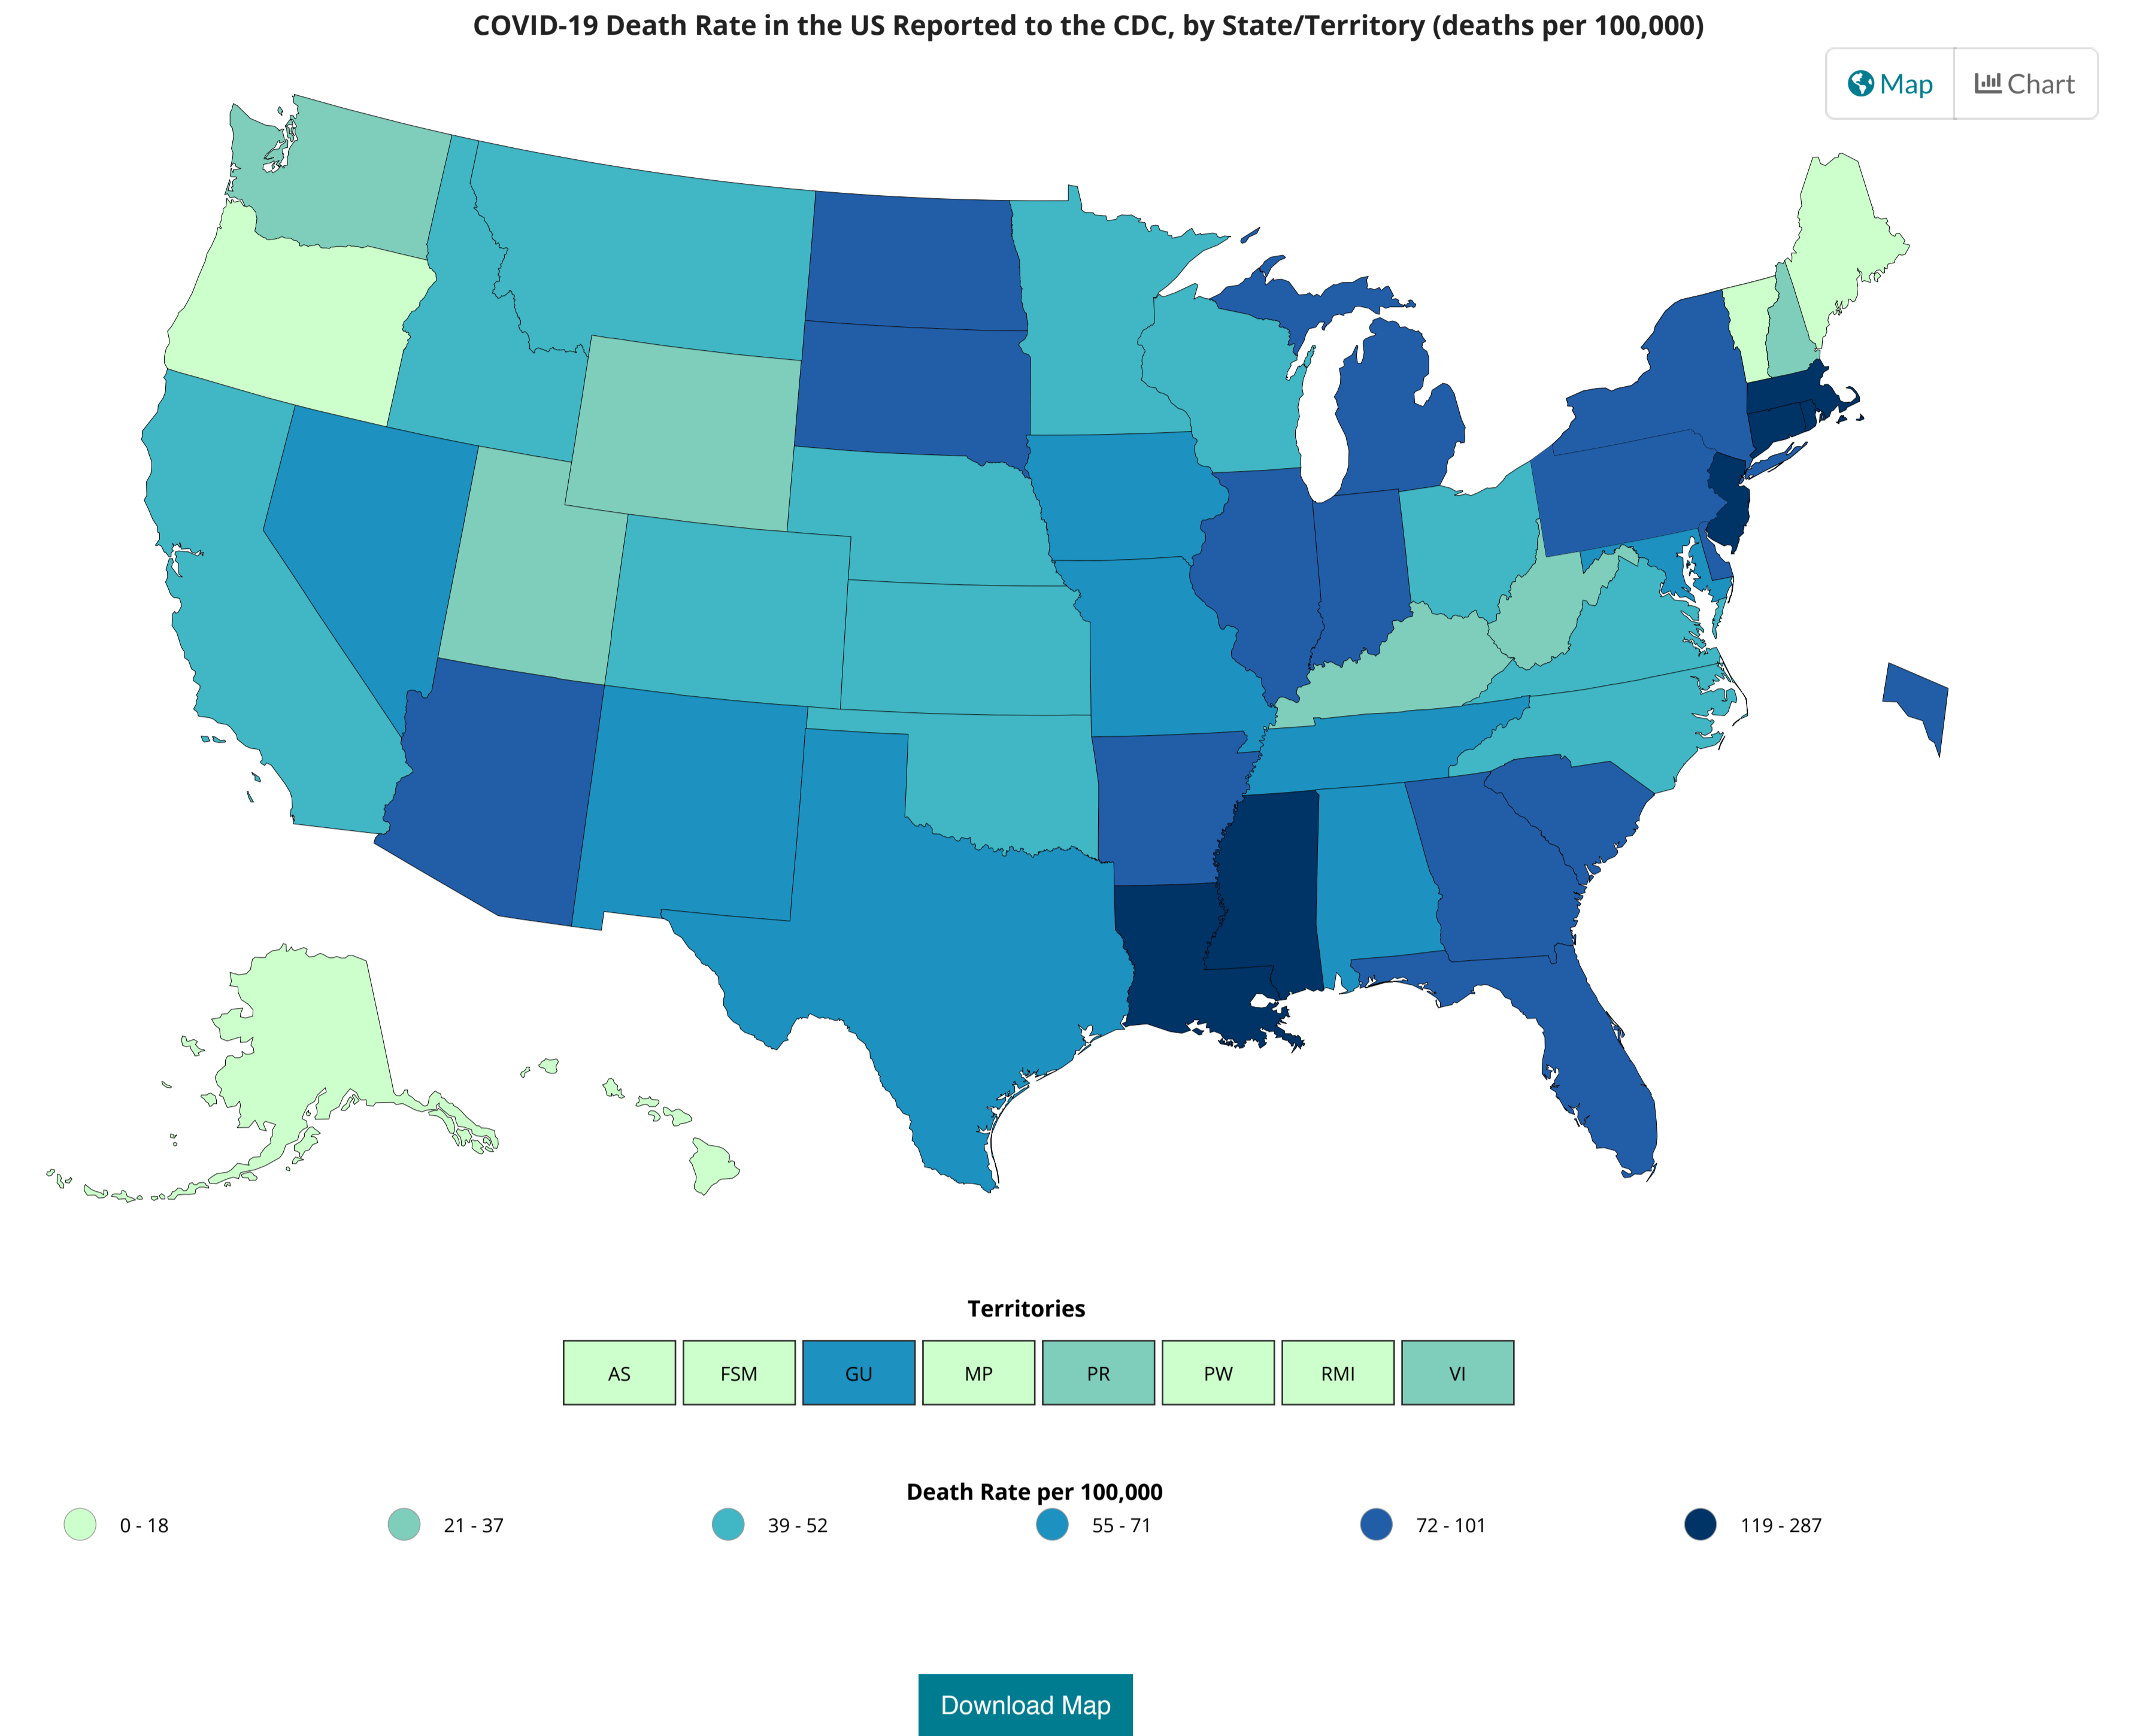 COVID-19 Death Rate in the US Reported to the CDC, by State/Territory (deaths per 100,000)
Map Chart
Territories
AS FSM GU MP PR PW RMI VI
Death Rate per 100,000
0 - 18 21 - 37 39 - 52 55 - 71 72 - 101 119 - 287
Download Map